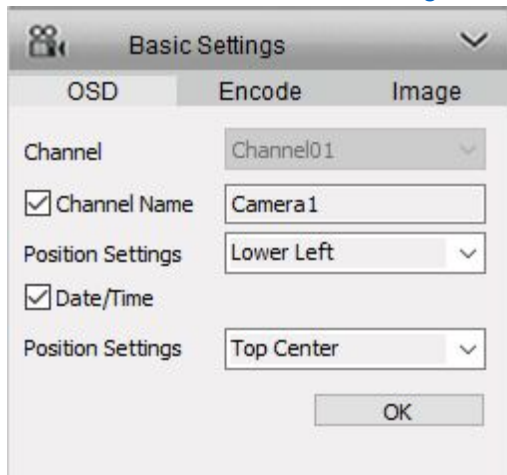 Basic Settings
OSD Encode Image
Channel Channel01
Channel Name Camera1
Position Settings Lower Left
Date/Time
Position Settings Top Center
OK